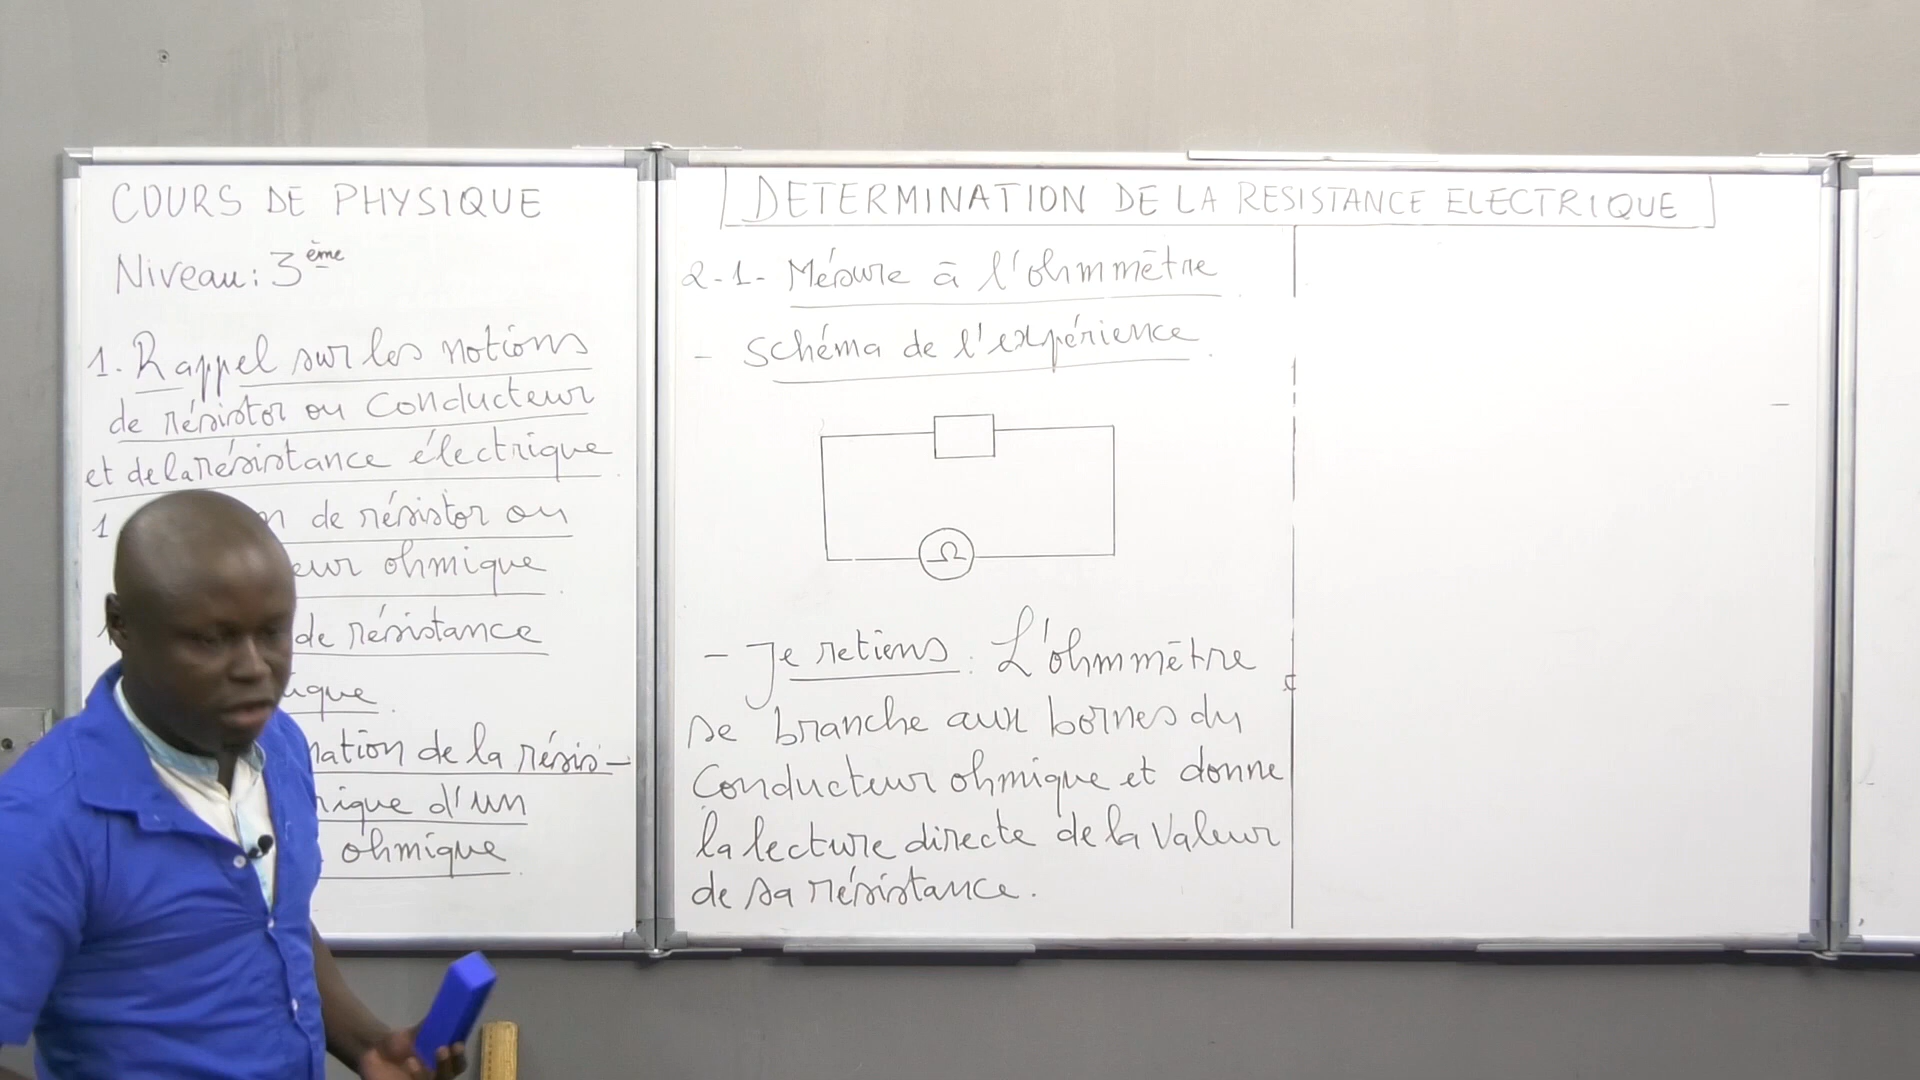 COURS DE PHYSIQUE
Niveau: 3ème
1. Rappel sur les notions
de résistor ou conducteur
et de la résistance électrique
1
de résistor ou
ohmique
de résistance
ique
nation de la résis-
rique d'un
ohmique
DETERMINATION DE LA RESISTANCE ELECTRIQUE
2-1- Mésure à l'ohmmètre
- Schéma de l'expérience
Ω
- Je retiens : L'ohmmètre
se branche aux bornes du
Conducteur ohmique et donne
la lecture directe de la Valeur
de sa résistance.